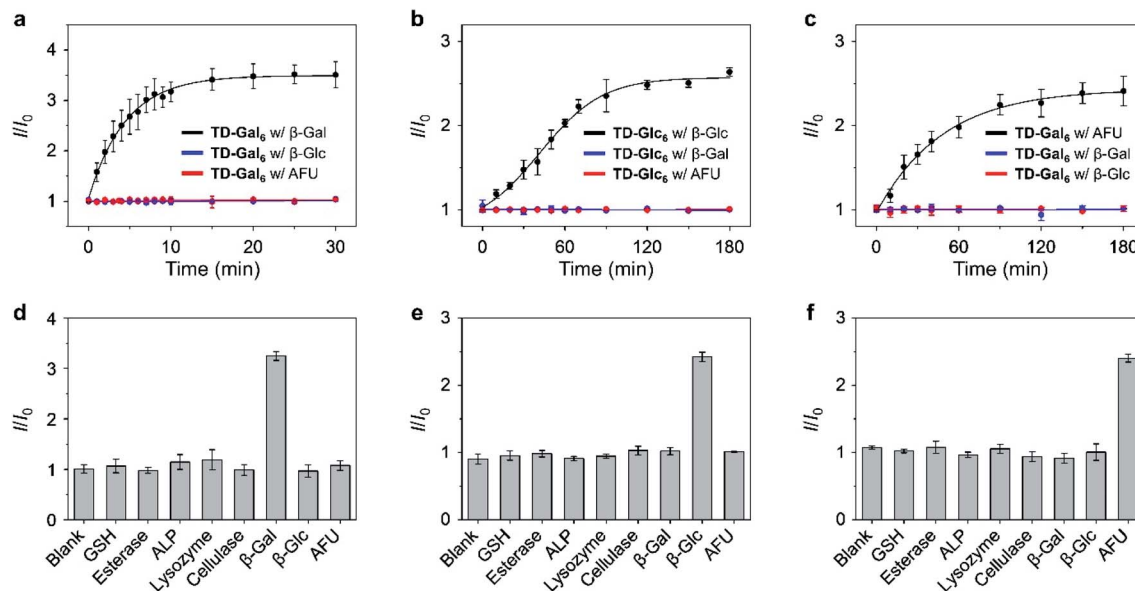 a
b
c
4
3
2
1
I/I0
TD-Gal6 w/ β-Gal
TD-Gal6 w/ β-Glc
TD-Gal6 w/ AFU
0 10 20 30
Time (min)
3
2
1
I/I0
TD-Glc6 w/ β-Glc
TD-Glc6 w/ β-Gal
TD-Glc6 w/ AFU
0 60 120 180
Time (min)
3
2
1
I/I0
TD-Gal6 w/ AFU
TD-Gal6 w/ β-Gal
TD-Gal6 w/ β-Glc
0 60 120 180
Time (min)
d
e
f
4
3
2
1
0
I/I0
Blank GSH Esterase ALP Lysozyme Cellulase β-Gal β-Glc AFU
3
2
1
0
I/I0
Blank GSH Esterase ALP Lysozyme Cellulase β-Gal β-Glc AFU
3
2
1
0
I/I0
Blank GSH Esterase ALP Lysozyme Cellulase β-Gal β-Glc AFU